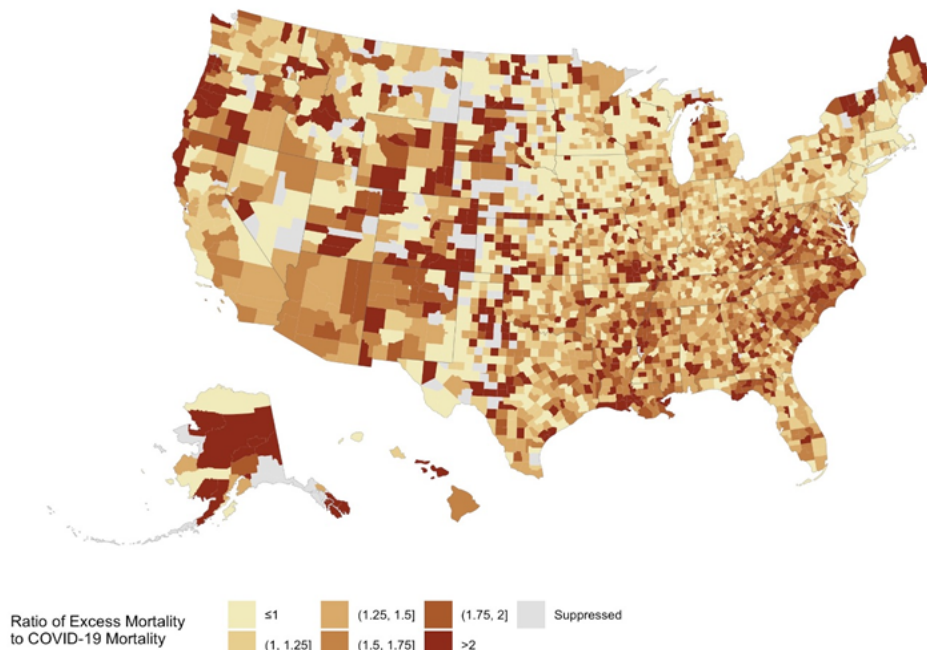 Ratio of Excess Mortality
to COVID-19 Mortality
≤1
(1, 1.25]
(1.25, 1.5]
(1.5, 1.75]
(1.75, 2]
>2
Suppressed